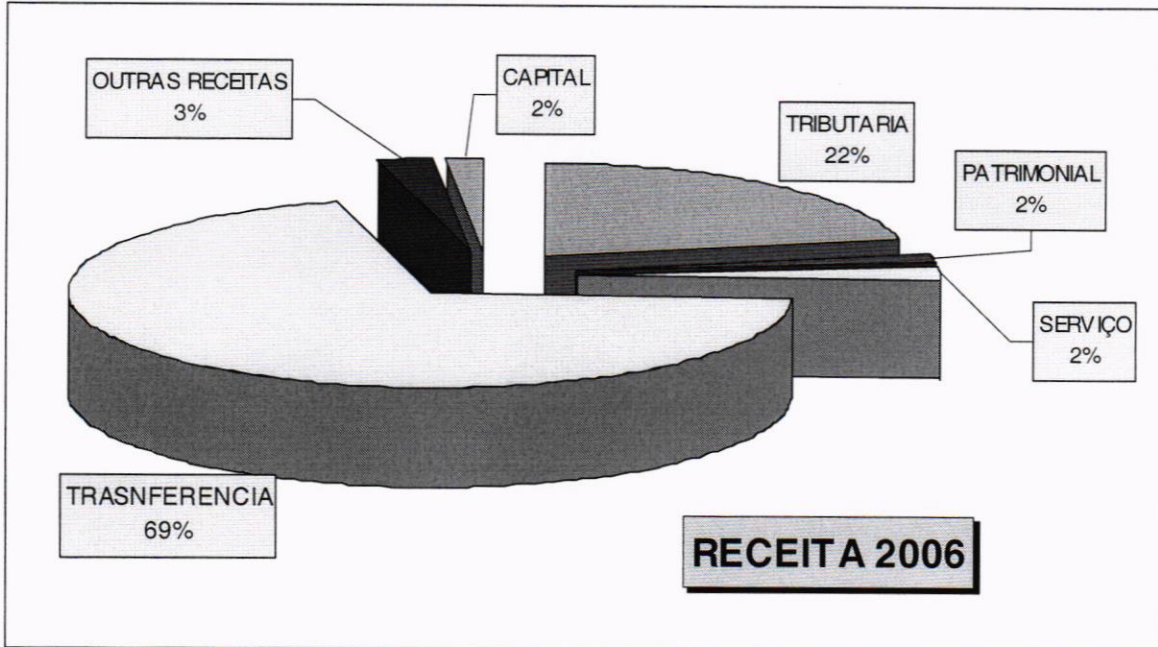 OUTRAS RECEITAS
3%
CAPITAL
2%
TRIBUTARIA
22%
PATRIMONIAL
2%
SERVIÇO
2%
TRASNFERENCIA
69%
RECEITA 2006